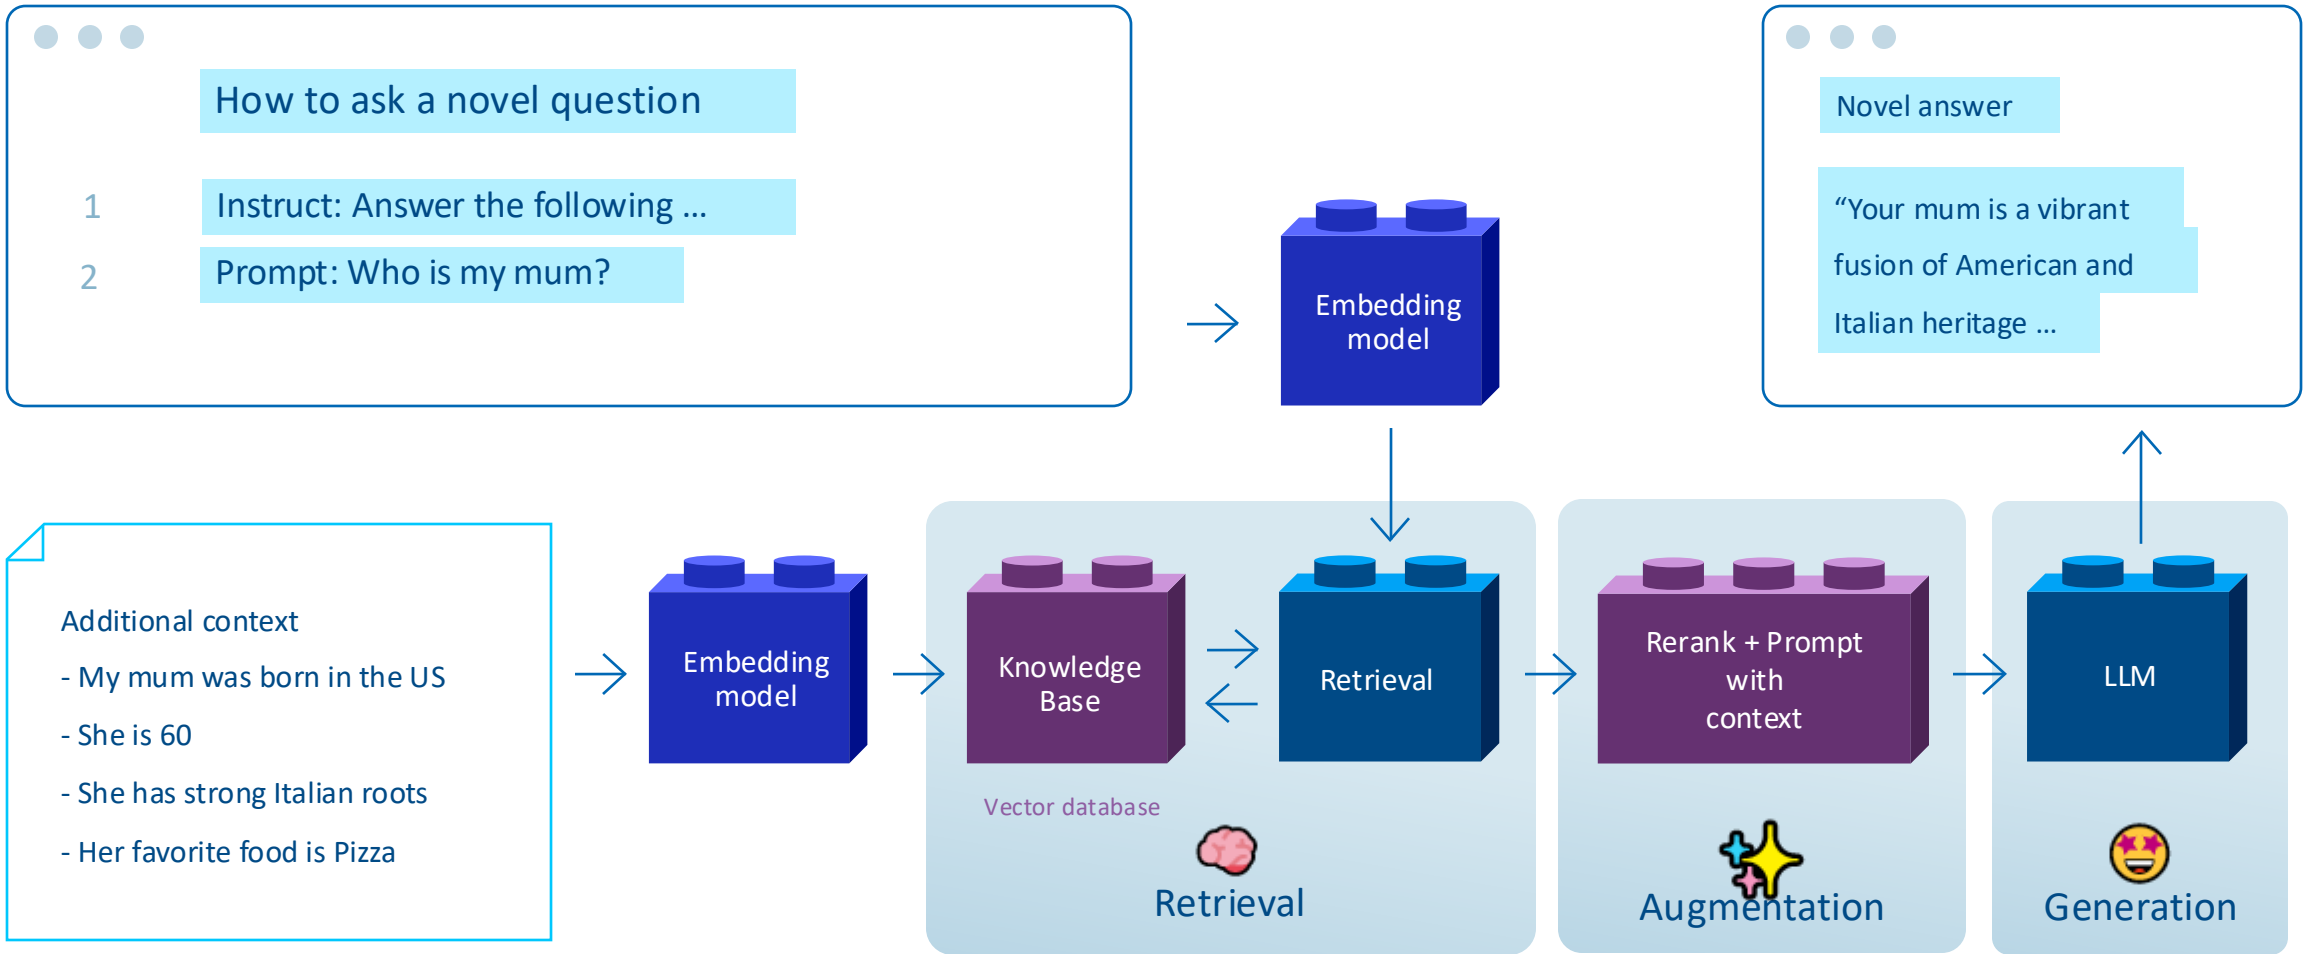 How to ask a novel question
1 Instruct: Answer the following ...
2 Prompt: Who is my mum?
Embedding
model
Novel answer
“Your mum is a vibrant
fusion of American and
Italian heritage ...
Additional context
- My mum was born in the US
- She is 60
- She has strong Italian roots
- Her favorite food is Pizza
Embedding
model
Knowledge
Base
Vector database
Retrieval
Retrieval
Rerank + Prompt
with
context
Augmentation
LLM
Generation